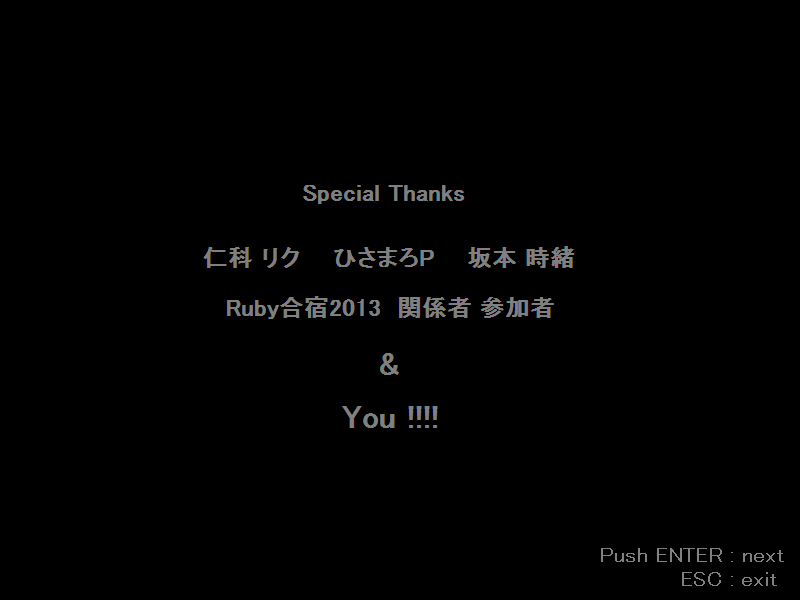 Special Thanks
仁科 リク　ひさまろP　坂本 時緒
Ruby合宿2013　関係者 参加者
&
You !!!!
Push ENTER : next
ESC : exit